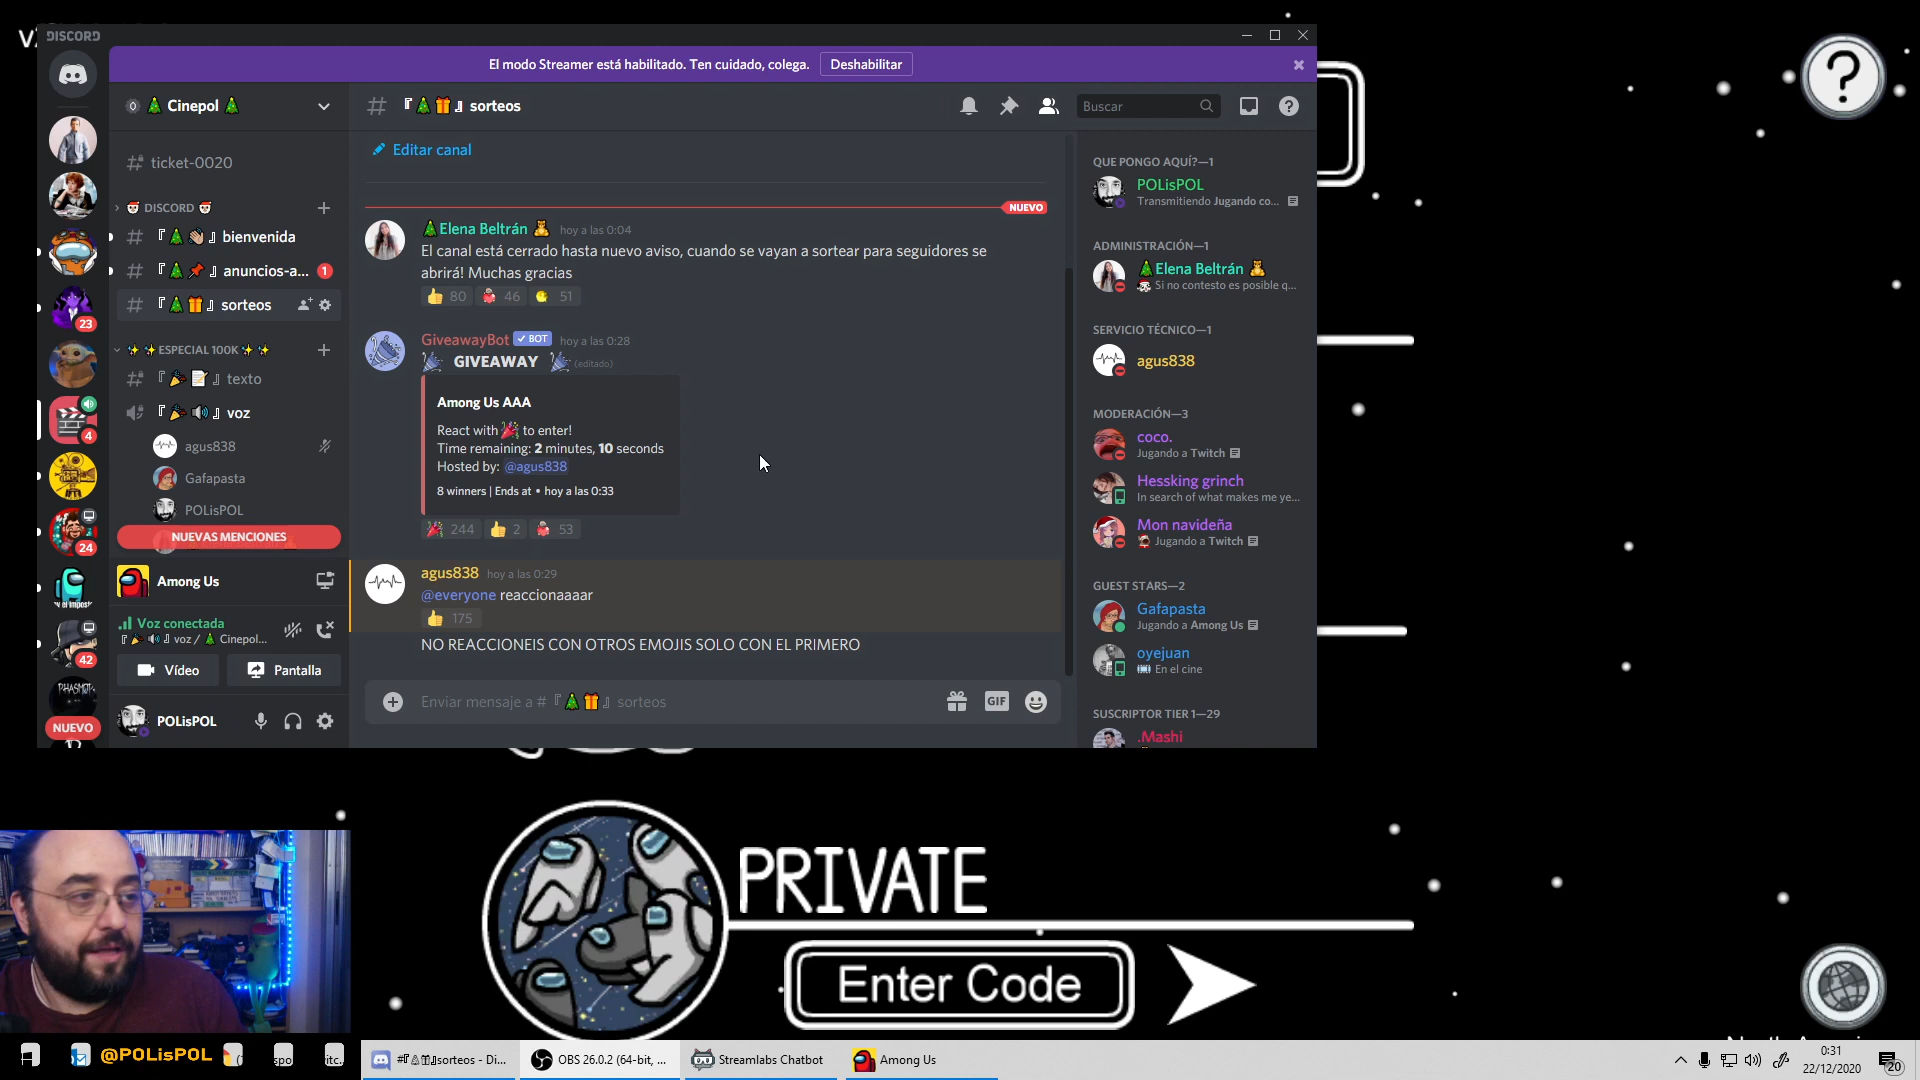 DISCORD
El modo Streamer está habilitado. Ten cuidado, colega.
Deshabilitar
Cinepol
ticket-0020
DISCORD
『🎄👋🏽』bienvenida
『🎄📌』anuncios-a...
1
『🎄🎁』sorteos
✨ ✨ESPECIAL 100K✨ ✨
『🎉📝』texto
『🎉🔊』voz
agus838
Gafapasta
POLisPOL
NUEVAS MENCIONES
Among Us
Voz conectada
『🎉🔊』voz / 🎄 Cinepol...
Vídeo
Pantalla
POLisPOL
23
4
24
42
NUEVO
『🎄🎁』sorteos
Buscar
Editar canal
NUEVO
🎄Elena Beltrán 🧸 hoy a las 0:04
El canal está cerrado hasta nuevo aviso, cuando se vayan a sortear para seguidores se
abrirá! Muchas gracias
80 46 51
GiveawayBot ✓ BOT hoy a las 0:28
🎉 GIVEAWAY 🎉 (editado)
Among Us AAA
React with 🎉 to enter!
Time remaining: 2 minutes, 10 seconds
Hosted by: @agus838
8 winners | Ends at • hoy a las 0:33
244 2 53
agus838 hoy a las 0:29
@everyone reaccionaaaar
175
NO REACCIONEIS CON OTROS EMOJIS SOLO CON EL PRIMERO
Enviar mensaje a # 『🎄🎁』sorteos
GIF
QUE PONGO AQUÍ?—1
POLisPOL
Transmitiendo Jugando co...
ADMINISTRACIÓN—1
🎄Elena Beltrán 🧸
Si no contesto es posible q...
SERVICIO TÉCNICO—1
agus838
MODERACIÓN—3
coco.
Jugando a Twitch
Hessking grinch
In search of what makes me ye...
Mon navideña
Jugando a Twitch
GUEST STARS—2
Gafapasta
Jugando a Among Us
oyejuan
En el cine
SUSCRIPTOR TIER 1—29
.Mashi
?
PRIVATE
Enter Code
@POLisPOL
#『🎄🎁』sorteos - Di...
OBS 26.0.2 (64-bit, ...
Streamlabs Chatbot
Among Us
0:31
22/12/2020
20